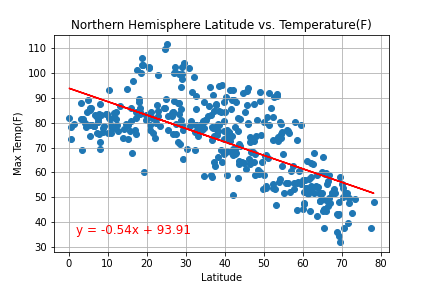 Northern Hemisphere Latitude vs. Temperature(F)
Max Temp(F)
110
100
90
80
70
60
50
40
30
y = -0.54x + 93.91
0 10 20 30 40 50 60 70 80
Latitude